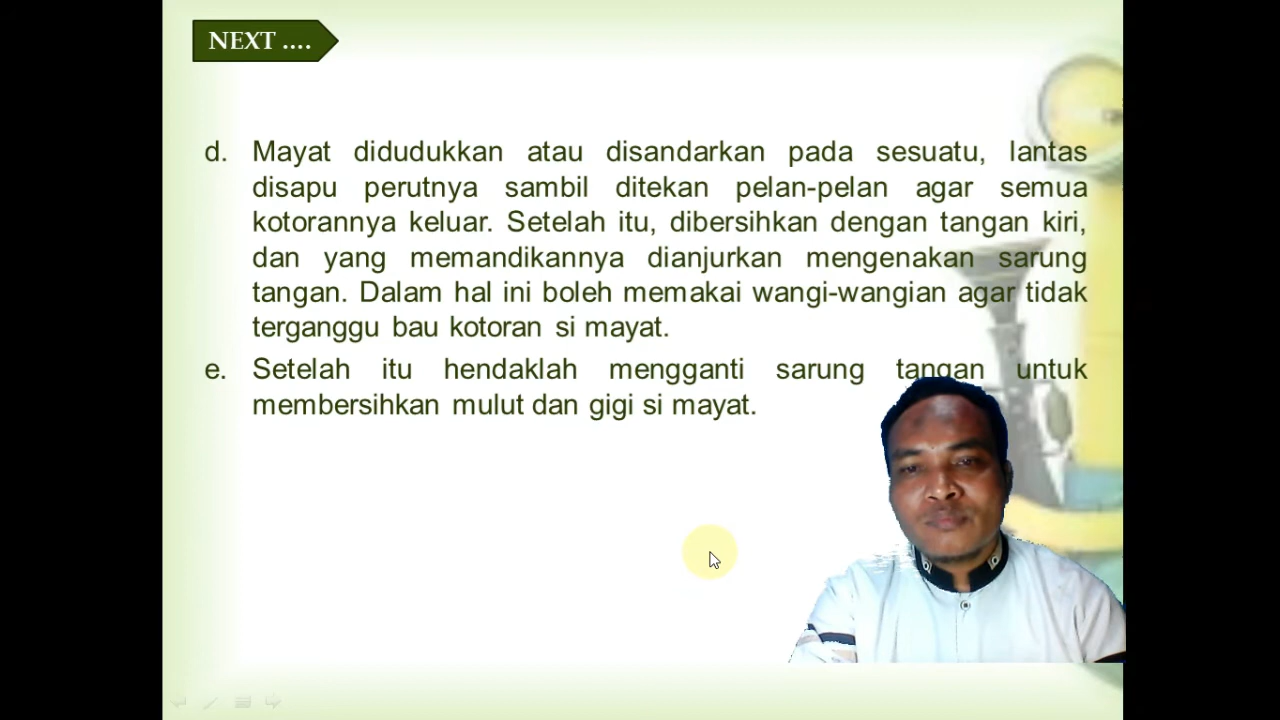 NEXT ....
d. Mayat didudukkan atau disandarkan pada sesuatu, lantas
disapu perutnya sambil ditekan pelan-pelan agar semua
kotorannya keluar. Setelah itu, dibersihkan dengan tangan kiri,
dan yang memandikannya dianjurkan mengenakan sarung
tangan. Dalam hal ini boleh memakai wangi-wangian agar tidak
terganggu bau kotoran si mayat.
e. Setelah itu hendaklah mengganti sarung tangan untuk
membersihkan mulut dan gigi si mayat.